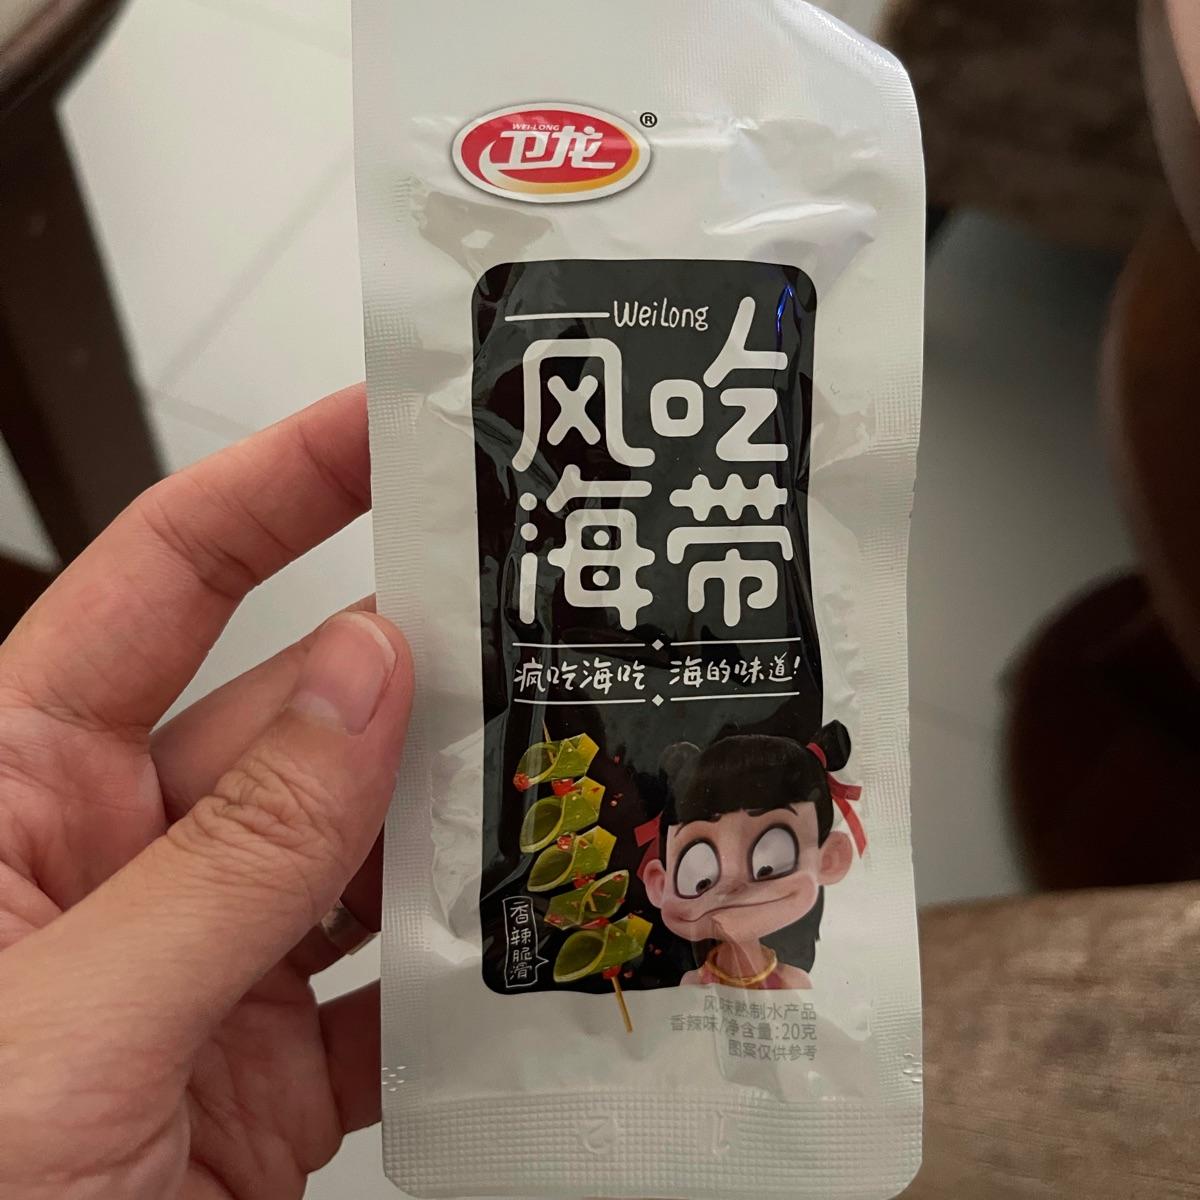 WEI-LONG
卫龙®
WeiLong
风吃
海带
疯吃海吃 海的味道!
香辣脆滑
风味熟制水产品
香辣味/净含量:20克
图案仅供参考
2 1